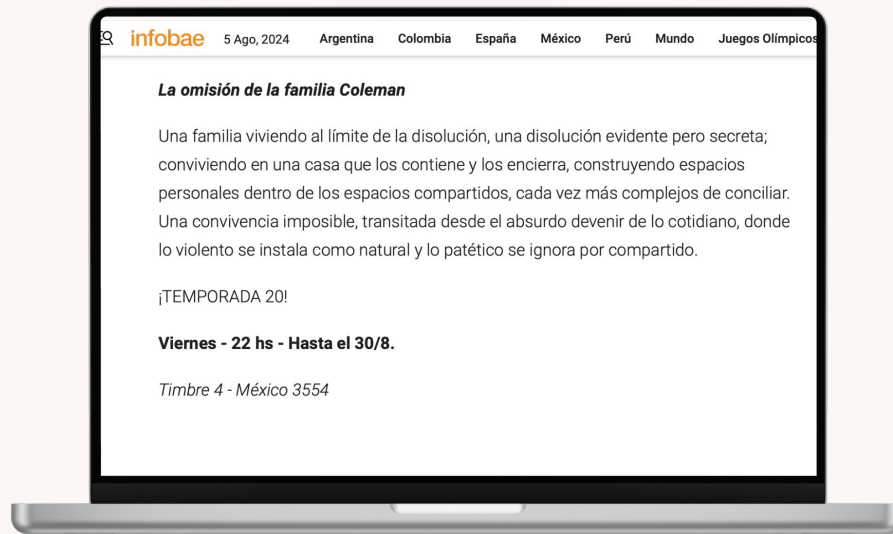 infobae 5 Ago, 2024 Argentina Colombia España México Perú Mundo Juegos Olímpicos
La omisión de la familia Coleman
Una familia viviendo al límite de la disolución, una disolución evidente pero secreta;
conviviendo en una casa que los contiene y los encierra, construyendo espacios
personales dentro de los espacios compartidos, cada vez más complejos de conciliar.
Una convivencia imposible, transitada desde el absurdo devenir de lo cotidiano, donde
lo violento se instala como natural y lo patético se ignora por compartido.
¡TEMPORADA 20!
Viernes - 22 hs - Hasta el 30/8.
Timbre 4 - México 3554